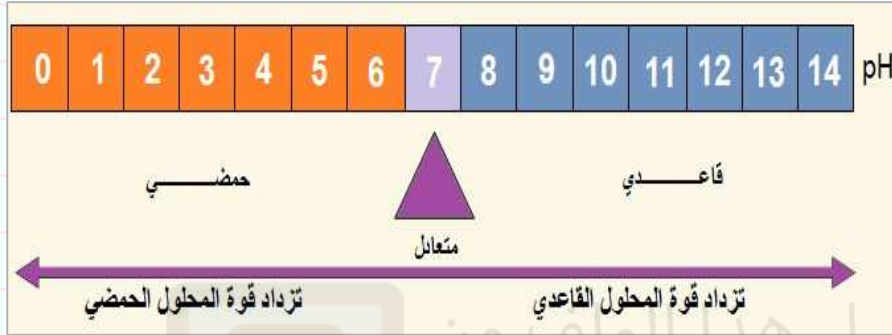 0 1 2 3 4 5 6 7 8 9 10 11 12 13 14 pH
قاعــــــدي حمضـــــــــي
متعادل
تزداد قوة المحلول القاعدي تزداد قوة المحلول الحمضي